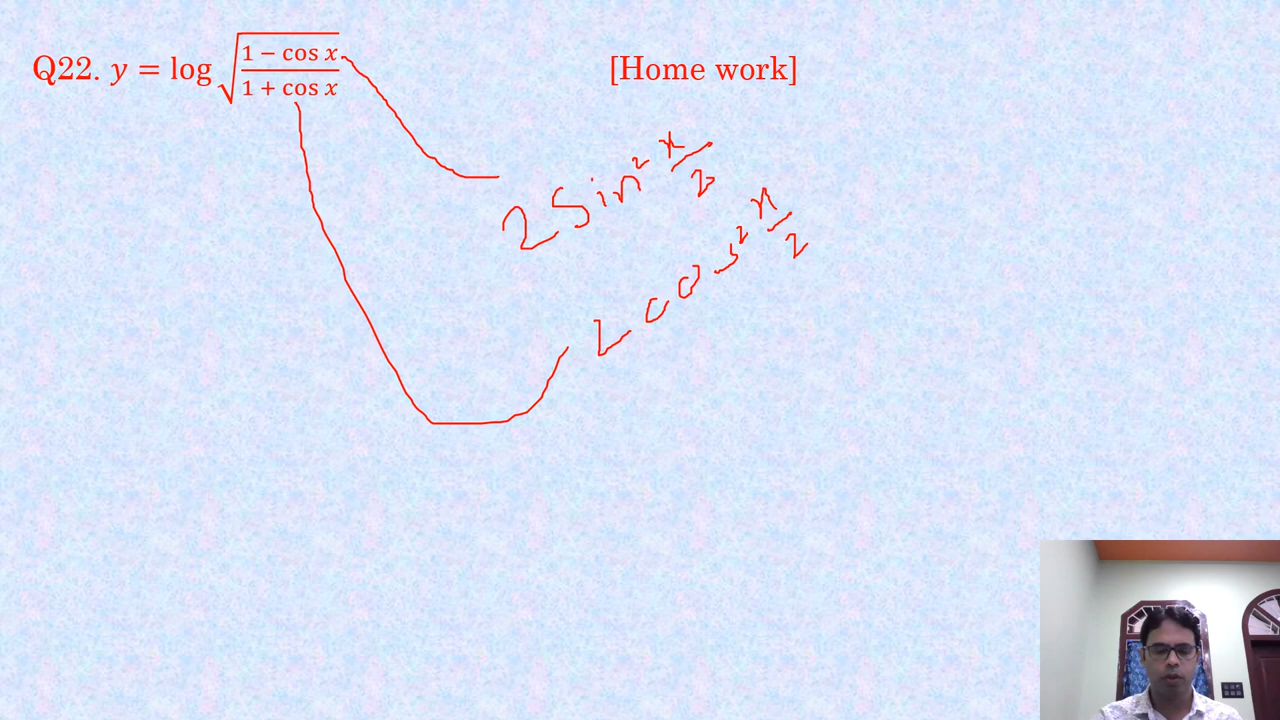 Q22. y = log √((1 − cos x)/(1 + cos x)) [Home work]
2 Sin² x/2
2 cos² x/2